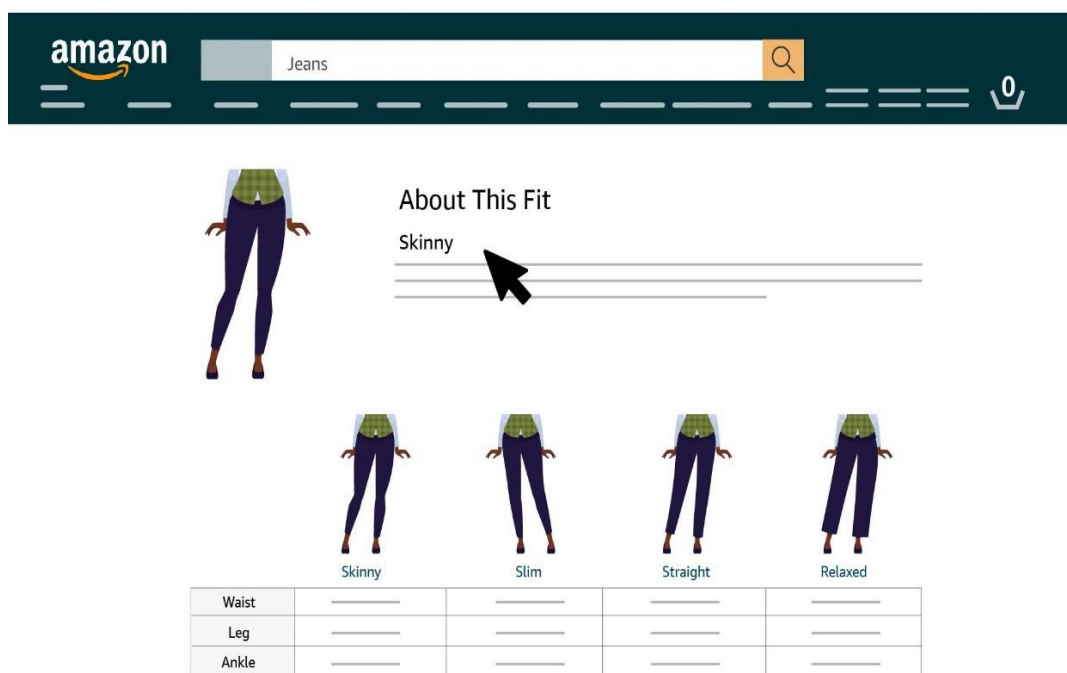 amazon
Jeans
0
About This Fit
Skinny
Skinny Slim Straight Relaxed
Waist
Leg
Ankle